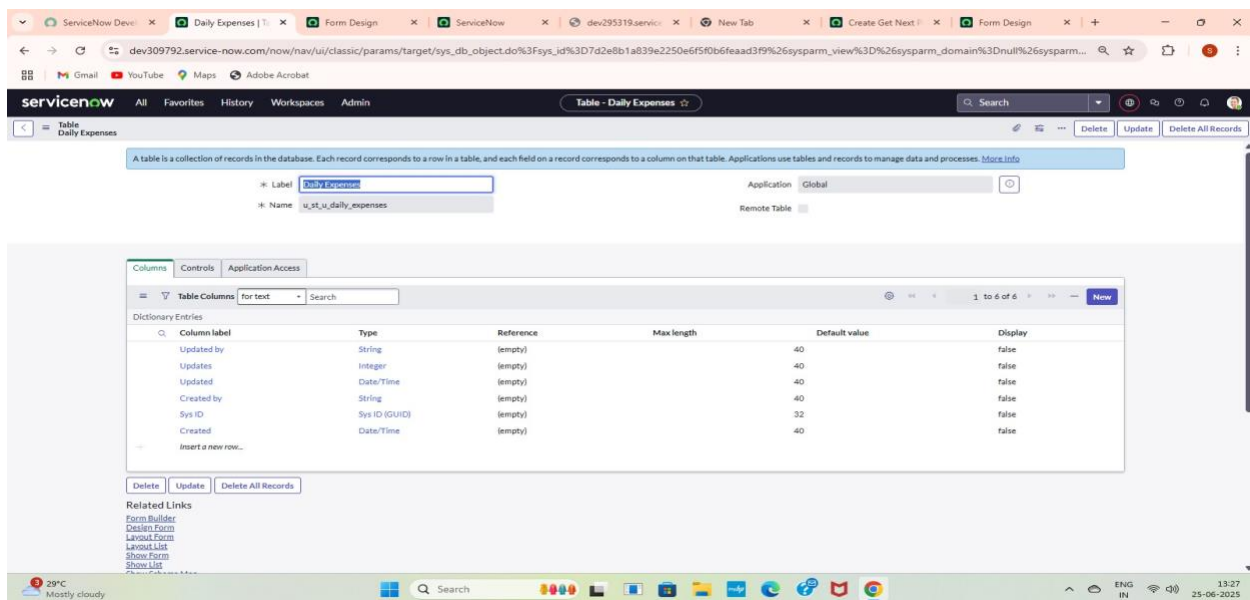 ServiceNow Devel
Daily Expenses | Ta
Form Design
ServiceNow
dev295319.service
New Tab
Create Get Next
Form Design
dev309792.service-now.com/now/nav/ui/classic/params/target/sys_db_object.do%3Fsys_id%3D7d2e8b1a839e2250e6f5f0b6feaad3f9%26sysparm_view%3D%26sysparm_domain%3Dnull%26sysparm...
S
Gmail YouTube Maps Adobe Acrobat
servicenow All Favorites History Workspaces Admin Table - Daily Expenses Search
Table
Daily Expenses
Delete Update Delete All Records
A table is a collection of records in the database. Each record corresponds to a row in a table, and each field on a record corresponds to a column on that table. Applications use tables and records to manage data and processes. More Info
* Label Daily Expenses Application Global
* Name u_st_u_daily_expenses Remote Table
Columns Controls Application Access
Table Columns for text Search 1 to 6 of 6 New
Dictionary Entries
Column label Type Reference Max length Default value Display
Updated by String (empty) 40 false
Updates Integer (empty) 40 false
Updated Date/Time (empty) 40 false
Created by String (empty) 40 false
Sys ID Sys ID (GUID) (empty) 32 false
Created Date/Time (empty) 40 false
Insert a new row...
Delete Update Delete All Records
Related Links
Form Builder
Design Form
Layout Form
Layout List
Show Form
Show List
3 29°C
Mostly cloudy
Search
ENG
IN
13:27
25-06-2025